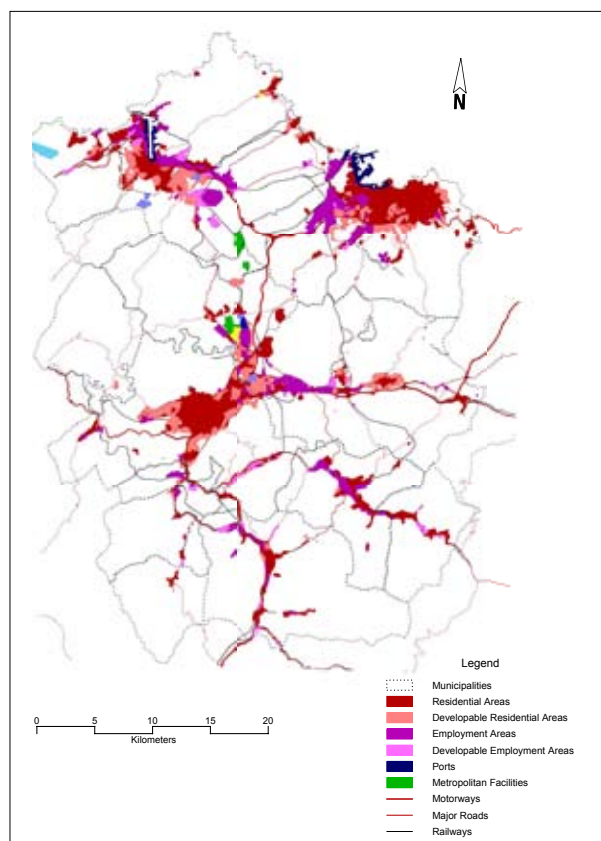 N
Legend
Municipalities
Residential Areas
Developable Residential Areas
Employment Areas
Developable Employment Areas
Ports
Metropolitan Facilities
Motorways
Major Roads
Railways
0 5 10 15 20
Kilometers